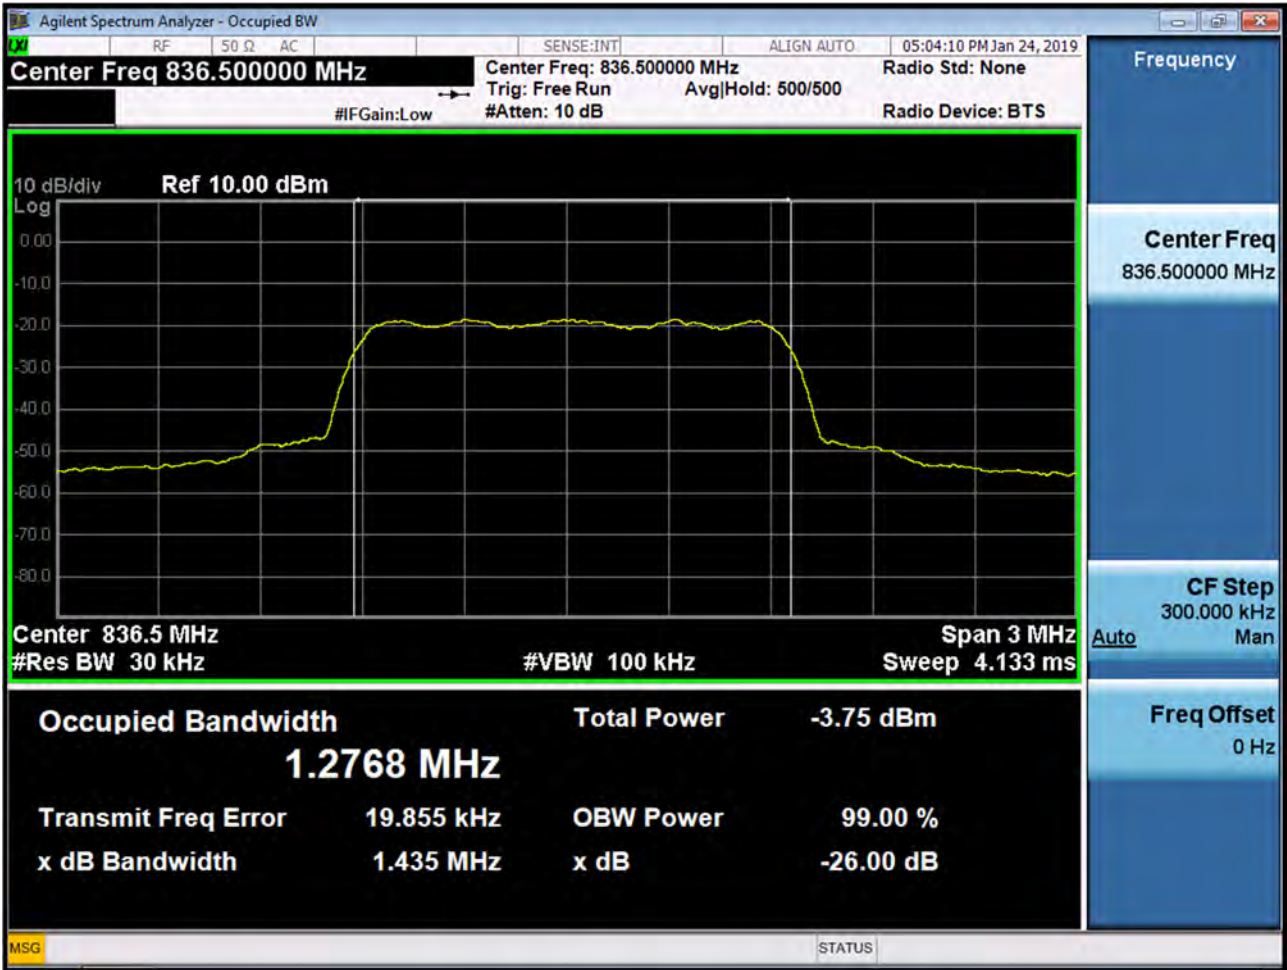 Agilent Spectrum Analyzer - Occupied BW
LXI RF 50 Ω AC SENSE:INT ALIGN AUTO 05:04:10 PM Jan 24, 2019
Center Freq 836.500000 MHz
Center Freq: 836.500000 MHz
Radio Std: None
Trig: Free Run
Avg|Hold: 500/500
#IFGain:Low
#Atten: 10 dB
Radio Device: BTS
10 dB/div
Ref 10.00 dBm
Log
0.00
-10.0
-20.0
-30.0
-40.0
-50.0
-60.0
-70.0
-80.0
Center 836.5 MHz
Span 3 MHz
#Res BW 30 kHz
#VBW 100 kHz
Sweep 4.133 ms
Occupied Bandwidth
1.2768 MHz
Total Power -3.75 dBm
Transmit Freq Error 19.855 kHz
OBW Power 99.00 %
x dB Bandwidth 1.435 MHz
x dB -26.00 dB
Frequency
Center Freq
836.500000 MHz
CF Step
300.000 kHz
Auto Man
Freq Offset
0 Hz
MSG
STATUS